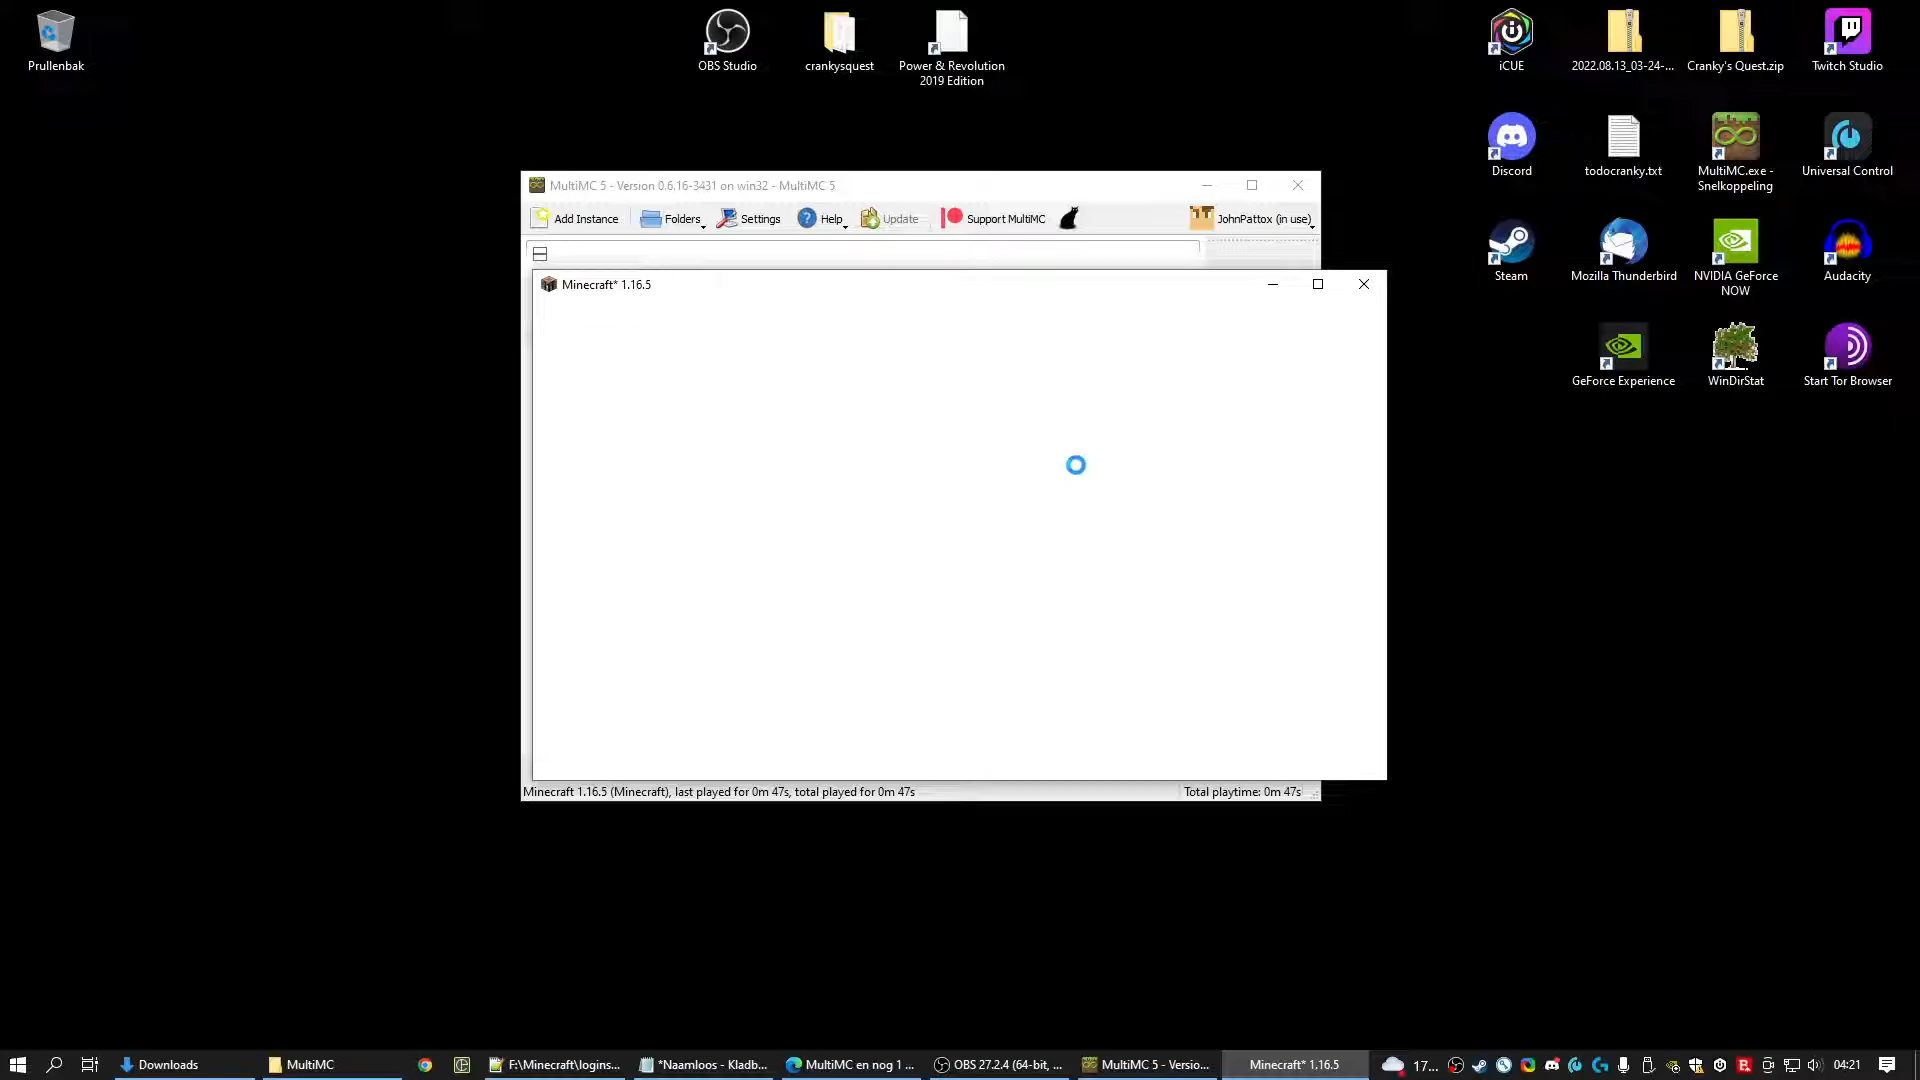 Prullenbak
OBS Studio
crankysquest
Power & Revolution
2019 Edition
iCUE
2022.08.13_03-24-...
Cranky's Quest.zip
Twitch Studio
Discord
todocranky.txt
MultiMC.exe -
Snelkoppeling
Universal Control
Steam
Mozilla Thunderbird
NVIDIA GeForce
NOW
Audacity
GeForce Experience
WinDirStat
Start Tor Browser
MultiMC 5 - Version 0.6.16-3431 on win32 - MultiMC 5
Add Instance
Folders
Settings
Help
Update
Support MultiMC
JohnPattox (in use)
Minecraft* 1.16.5
Minecraft 1.16.5 (Minecraft), last played for 0m 47s, total played for 0m 47s
Total playtime: 0m 47s
Downloads
MultiMC
F:\Minecraft\logins...
*Naamloos - Kladb...
MultiMC en nog 1 ...
OBS 27.2.4 (64-bit, ...
MultiMC 5 - Versio...
Minecraft* 1.16.5
17...
04:21